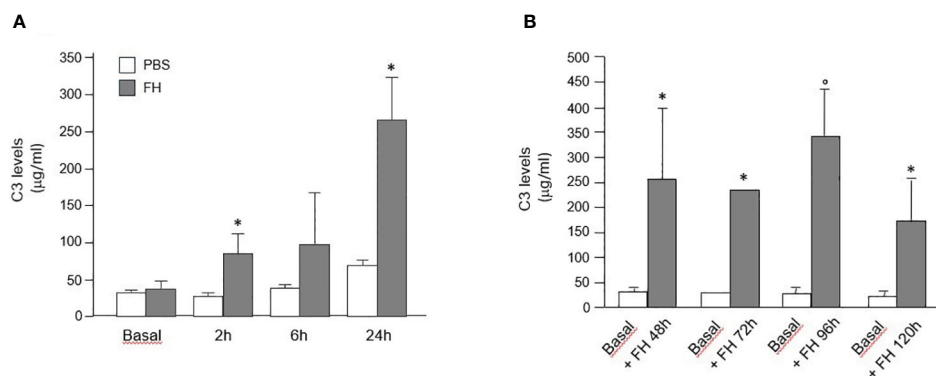 A
C3 levels
(µg/ml)
350
300
250
200
150
100
50
0
PBS
FH
*
*
Basal
2h
6h
24h
B
C3 levels
(µg/ml)
500
450
400
350
300
250
200
150
100
50
0
*
*
°
*
Basal
+ FH 48h
Basal
+ FH 72h
Basal
+ FH 96h
Basal
+ FH 120h